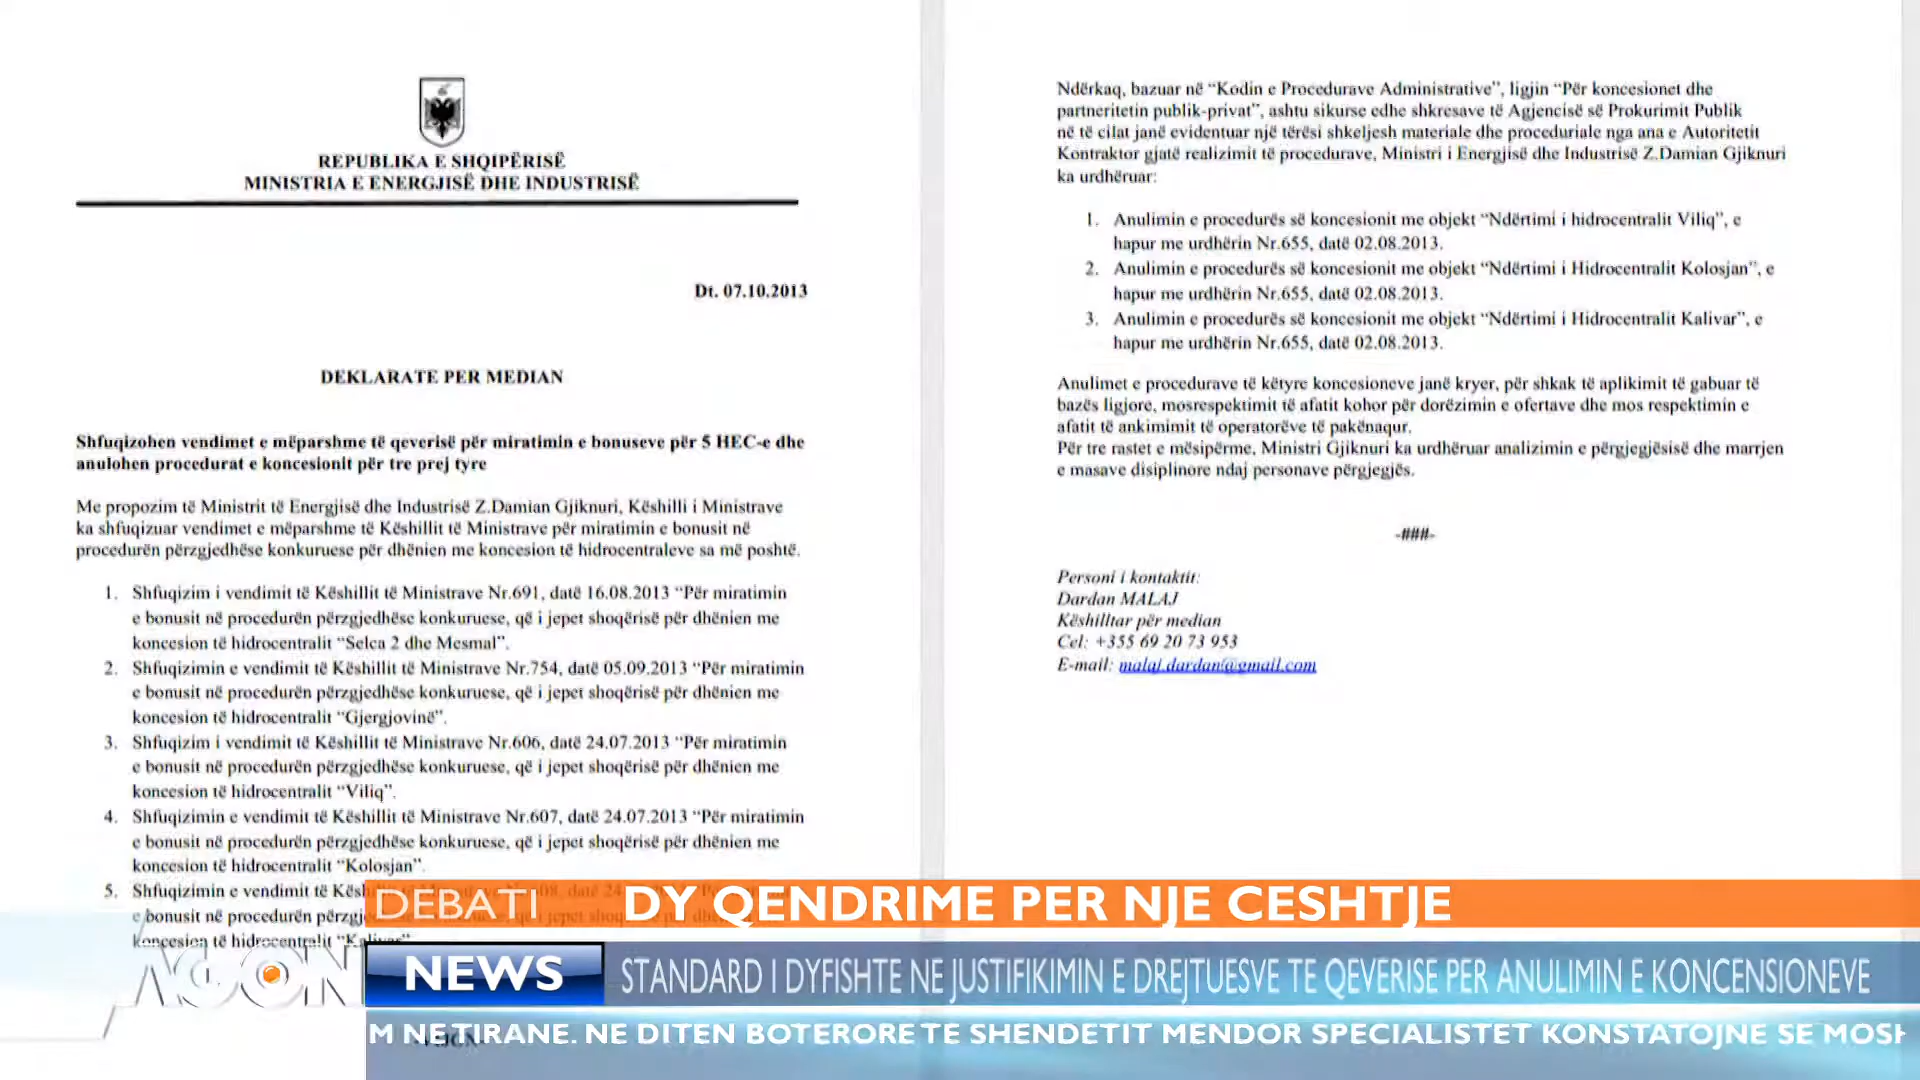 REPUBLIKA E SHQIPËRISË
MINISTRIA E ENERGJISË DHE INDUSTRISË
Dt. 07.10.2013
DEKLARATE PER MEDIAN
Shfuqizohen vendimet e mëparshme të qeverisë për miratimin e bonuseve për 5 HEC-e dhe
anulohen procedurat e koncesionit për tre prej tyre
Me propozim të Ministrit të Energjisë dhe Industrisë Z.Damian Gjiknuri, Këshilli i Ministrave
ka shfuqizuar vendimet e mëparshme të Këshillit të Ministrave për miratimin e bonusit në
procedurën përzgjedhëse konkuruese për dhënien me koncesion të hidrocentraleve sa më poshtë.
1. Shfuqizim i vendimit të Këshillit të Ministrave Nr.691, datë 16.08.2013 “Për miratimin
e bonusit në procedurën përzgjedhëse konkuruese, që i jepet shoqërisë për dhënien me
koncesion të hidrocentralit “Selca 2 dhe Mesmal”.
2. Shfuqizimin e vendimit të Këshillit të Ministrave Nr.754, datë 05.09.2013 “Për miratimin
e bonusit në procedurën përzgjedhëse konkuruese, që i jepet shoqërisë për dhënien me
koncesion të hidrocentralit “Gjergjovinë”.
3. Shfuqizim i vendimit të Këshillit të Ministrave Nr.606, datë 24.07.2013 “Për miratimin
e bonusit në procedurën përzgjedhëse konkuruese, që i jepet shoqërisë për dhënien me
koncesion të hidrocentralit “Viliq”.
4. Shfuqizimin e vendimit të Këshillit të Ministrave Nr.607, datë 24.07.2013 “Për miratimin
e bonusit në procedurën përzgjedhëse konkuruese, që i jepet shoqërisë për dhënien me
koncesion të hidrocentralit “Kolosjan”.
5. Shfuqizimin e vendimit të
e bonusit në procedurën
koncesion të hidrocentralit
Ndërkaq, bazuar në “Kodin e Procedurave Administrative”, ligjin “Për koncesionet dhe
partneritetin publik-privat”, ashtu sikurse edhe shkresave të Agjencisë së Prokurimit Publik
në të cilat janë evidentuar një tërësi shkeljesh materiale dhe proceduriale nga ana e Autoritetit
Kontraktor gjatë realizimit të procedurave, Ministri i Energjisë dhe Industrisë Z.Damian Gjiknuri
ka urdhëruar:
1. Anulimin e procedurës së koncesionit me objekt “Ndërtimi i hidrocentralit Viliq”, e
hapur me urdhërin Nr.655, datë 02.08.2013.
2. Anulimin e procedurës së koncesionit me objekt “Ndërtimi i Hidrocentralit Kolosjan”, e
hapur me urdhërin Nr.655, datë 02.08.2013.
3. Anulimin e procedurës së koncesionit me objekt “Ndërtimi i Hidrocentralit Kalivar”, e
hapur me urdhërin Nr.655, datë 02.08.2013.
Anulimet e procedurave të këtyre koncesioneve janë kryer, për shkak të aplikimit të gabuar të
bazës ligjore, mosrespektimit të afatit kohor për dorëzimin e ofertave dhe mos respektimin e
afatit të ankimimit të operatorëve të pakënaqur.
Për tre rastet e mësipërme, Ministri Gjiknuri ka urdhëruar analizimin e përgjegjësisë dhe marrjen
e masave disiplinore ndaj personave përgjegjës.
-###-
Personi i kontaktit:
Dardan MALAJ
Këshilltar për median
Cel: +355 69 20 73 953
E-mail: malaj.dardan@gmail.com
DEBATI DY QENDRIME PER NJE CESHTJE
AGON
NEWS STANDARD I DYFISHTE NE JUSTIFIKIMIN E DREJTUESVE TE QEVERISE PER ANULIMIN E KONCENSIONEVE
M NE TIRANE. NE DITEN BOTERORE TE SHENDETIT MENDOR SPECIALISTET KONSTATOJNE SE MOSH